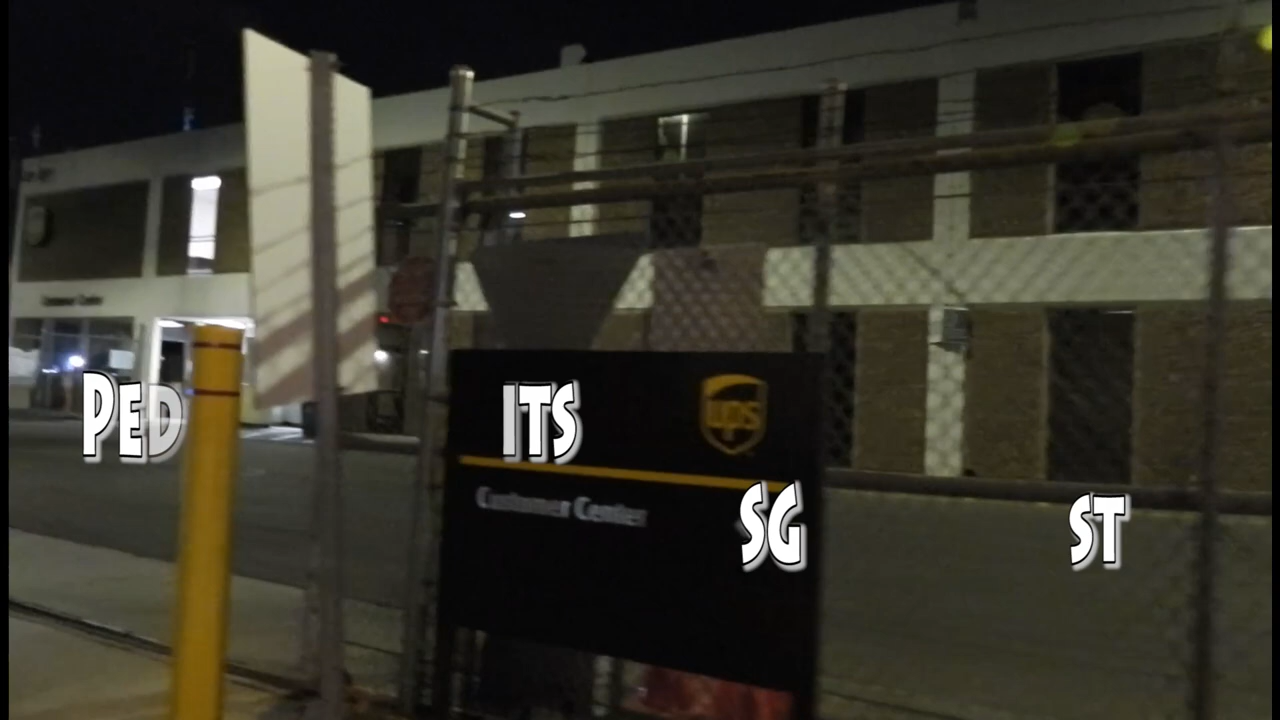 Customer Center
PED
ITS
ups
Customer Center
SG
ST